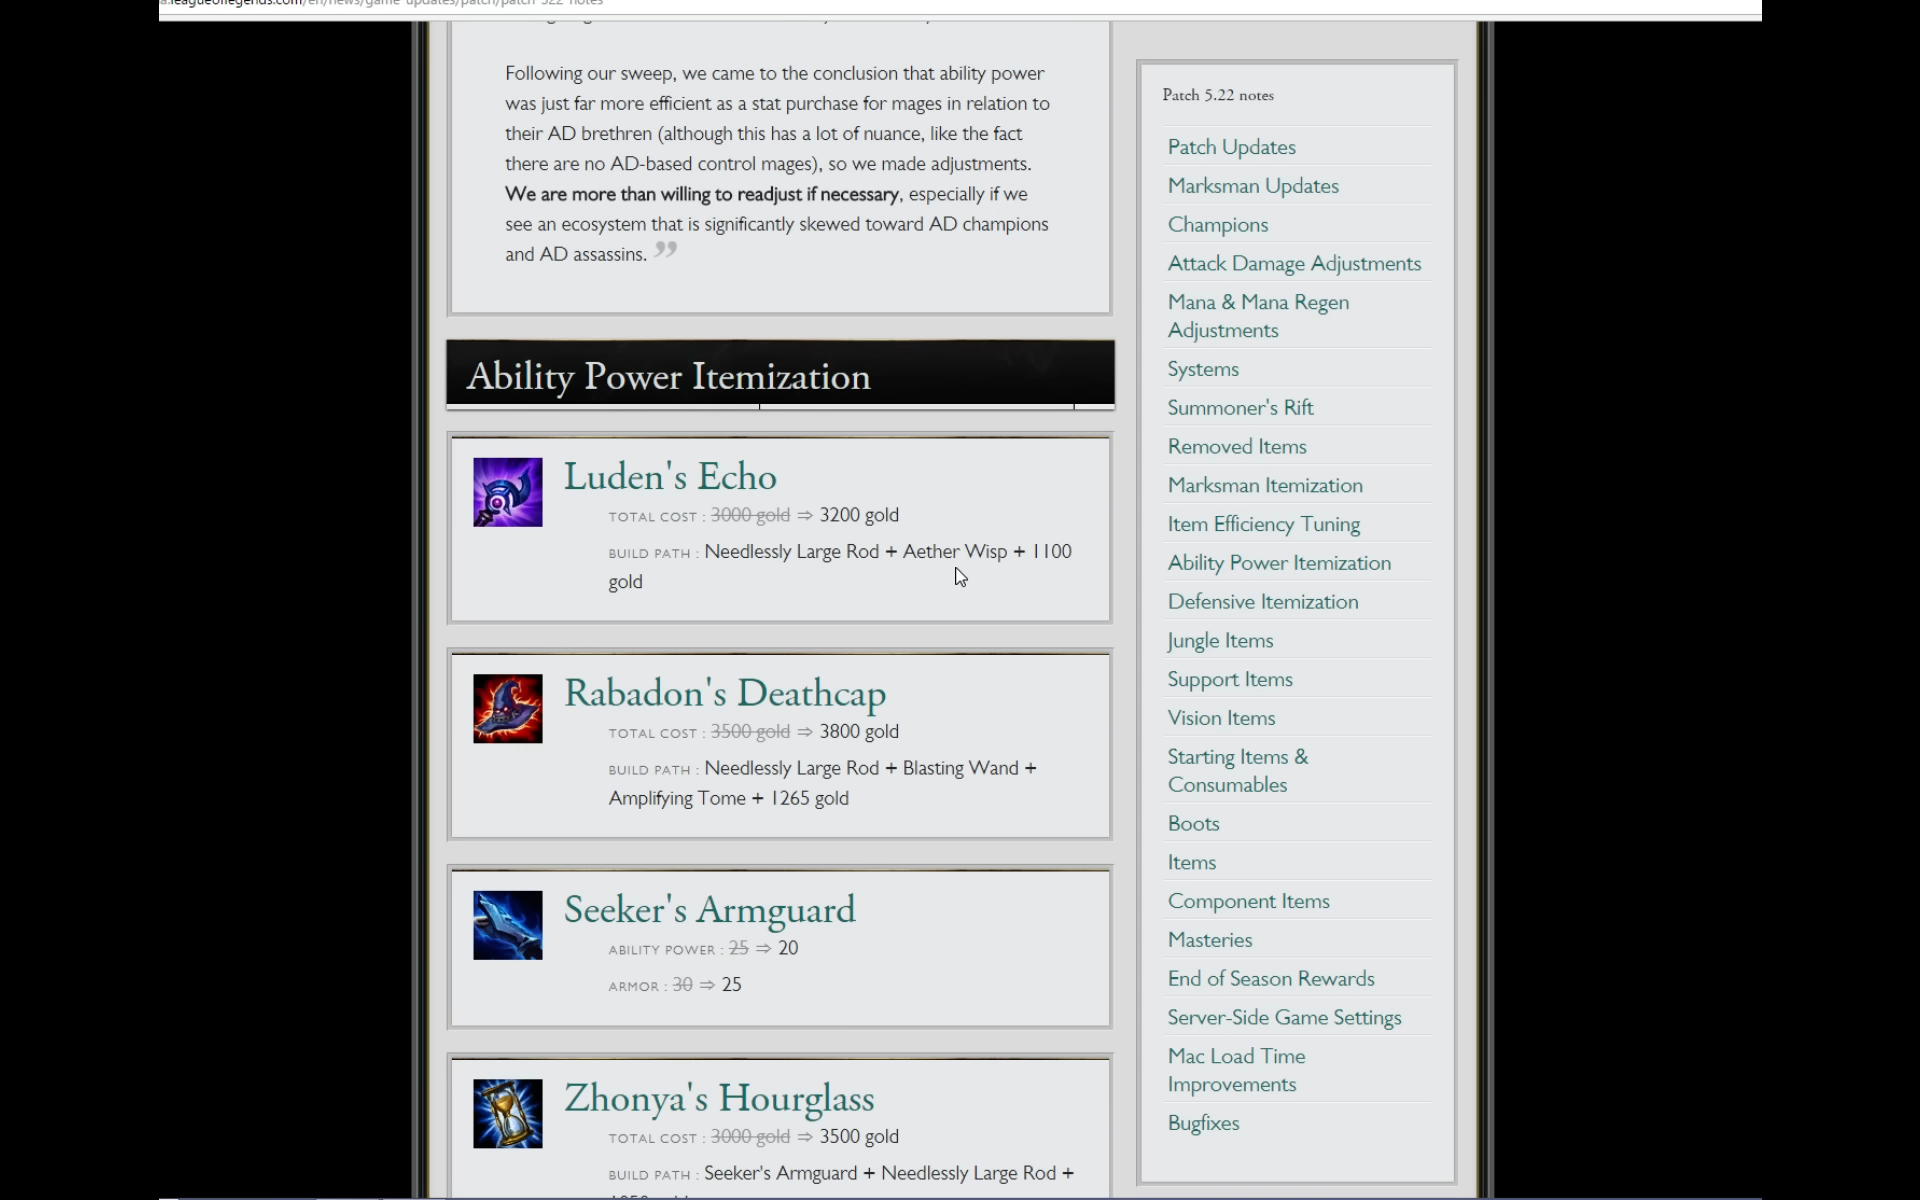 a.leagueoflegends.com/en/news/game-updates/patch/patch-522-notes
Following our sweep, we came to the conclusion that ability power
was just far more efficient as a stat purchase for mages in relation to
their AD brethren (although this has a lot of nuance, like the fact
there are no AD-based control mages), so we made adjustments.
We are more than willing to readjust if necessary, especially if we
see an ecosystem that is significantly skewed toward AD champions
and AD assassins. ”
Ability Power Itemization
Luden's Echo
TOTAL COST : 3000 gold ⇒ 3200 gold
BUILD PATH : Needlessly Large Rod + Aether Wisp + 1100
gold
Rabadon's Deathcap
TOTAL COST : 3500 gold ⇒ 3800 gold
BUILD PATH : Needlessly Large Rod + Blasting Wand +
Amplifying Tome + 1265 gold
Seeker's Armguard
ABILITY POWER : 25 ⇒ 20
ARMOR : 30 ⇒ 25
Zhonya's Hourglass
TOTAL COST : 3000 gold ⇒ 3500 gold
BUILD PATH : Seeker's Armguard + Needlessly Large Rod +
Patch 5.22 notes
Patch Updates
Marksman Updates
Champions
Attack Damage Adjustments
Mana & Mana Regen
Adjustments
Systems
Summoner's Rift
Removed Items
Marksman Itemization
Item Efficiency Tuning
Ability Power Itemization
Defensive Itemization
Jungle Items
Support Items
Vision Items
Starting Items &
Consumables
Boots
Items
Component Items
Masteries
End of Season Rewards
Server-Side Game Settings
Mac Load Time
Improvements
Bugfixes